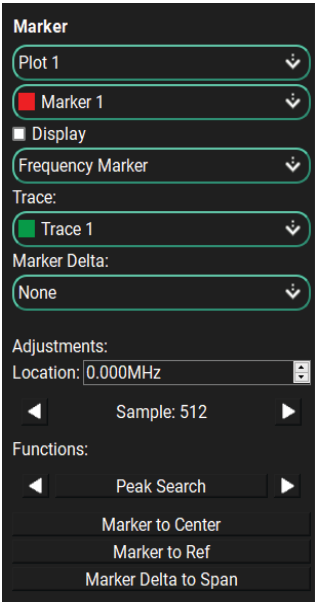 Marker
Plot 1
Marker 1
Display
Frequency Marker
Trace:
Trace 1
Marker Delta:
None
Adjustments:
Location: 0.000MHz
Sample: 512
Functions:
Peak Search
Marker to Center
Marker to Ref
Marker Delta to Span